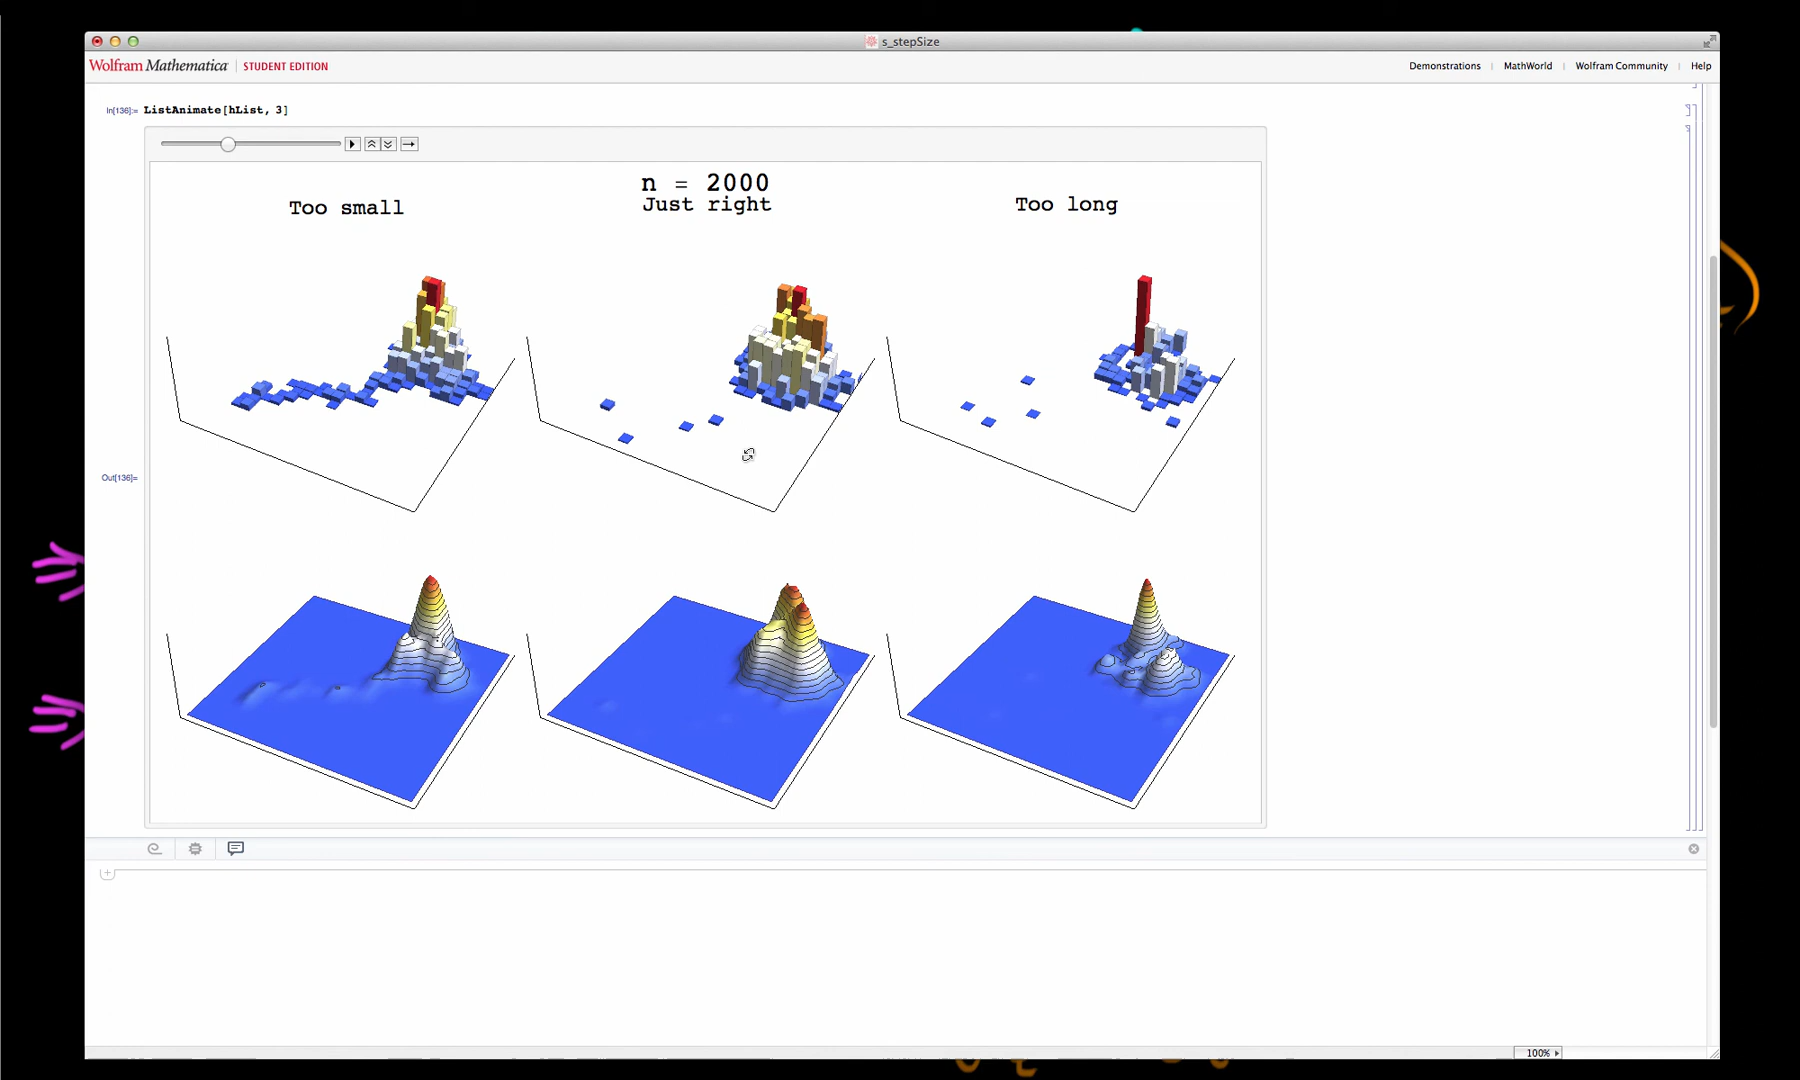 s_stepSize
Wolfram Mathematica | STUDENT EDITION
Demonstrations | MathWorld | Wolfram Community | Help
In[136]:= ListAnimate[hList, 3]
n = 2000
Too small
Just right
Too long
Out[136]=
100%